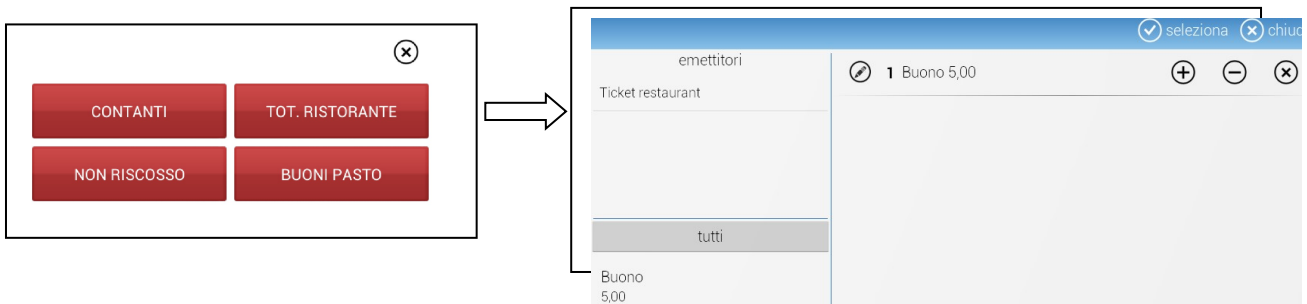 CONTANTI
TOT. RISTORANTE
NON RISCOSSO
BUONI PASTO
seleziona
chiuc
emettitori
Ticket restaurant
tutti
Buono
5,00
1 Buono 5,00